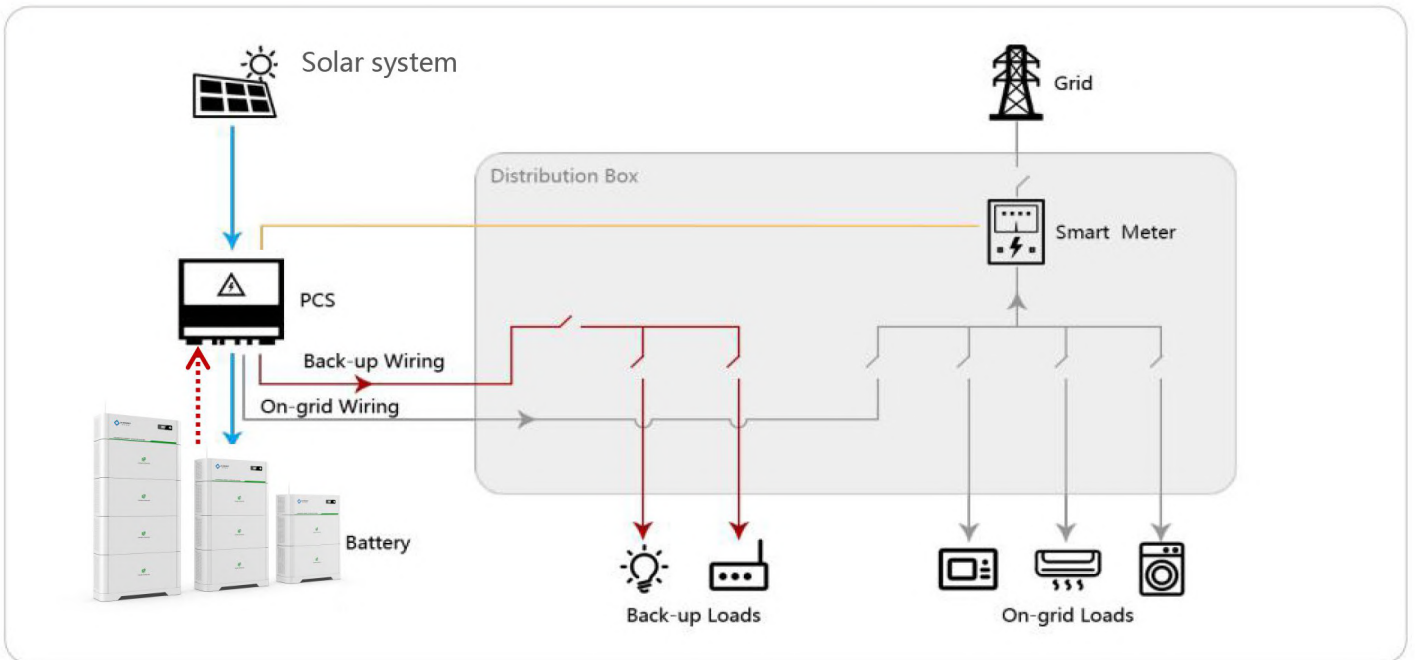 Solar system
Grid
Distribution Box
Smart Meter
PCS
Back-up Wiring
On-grid Wiring
Battery
Back-up Loads
On-grid Loads